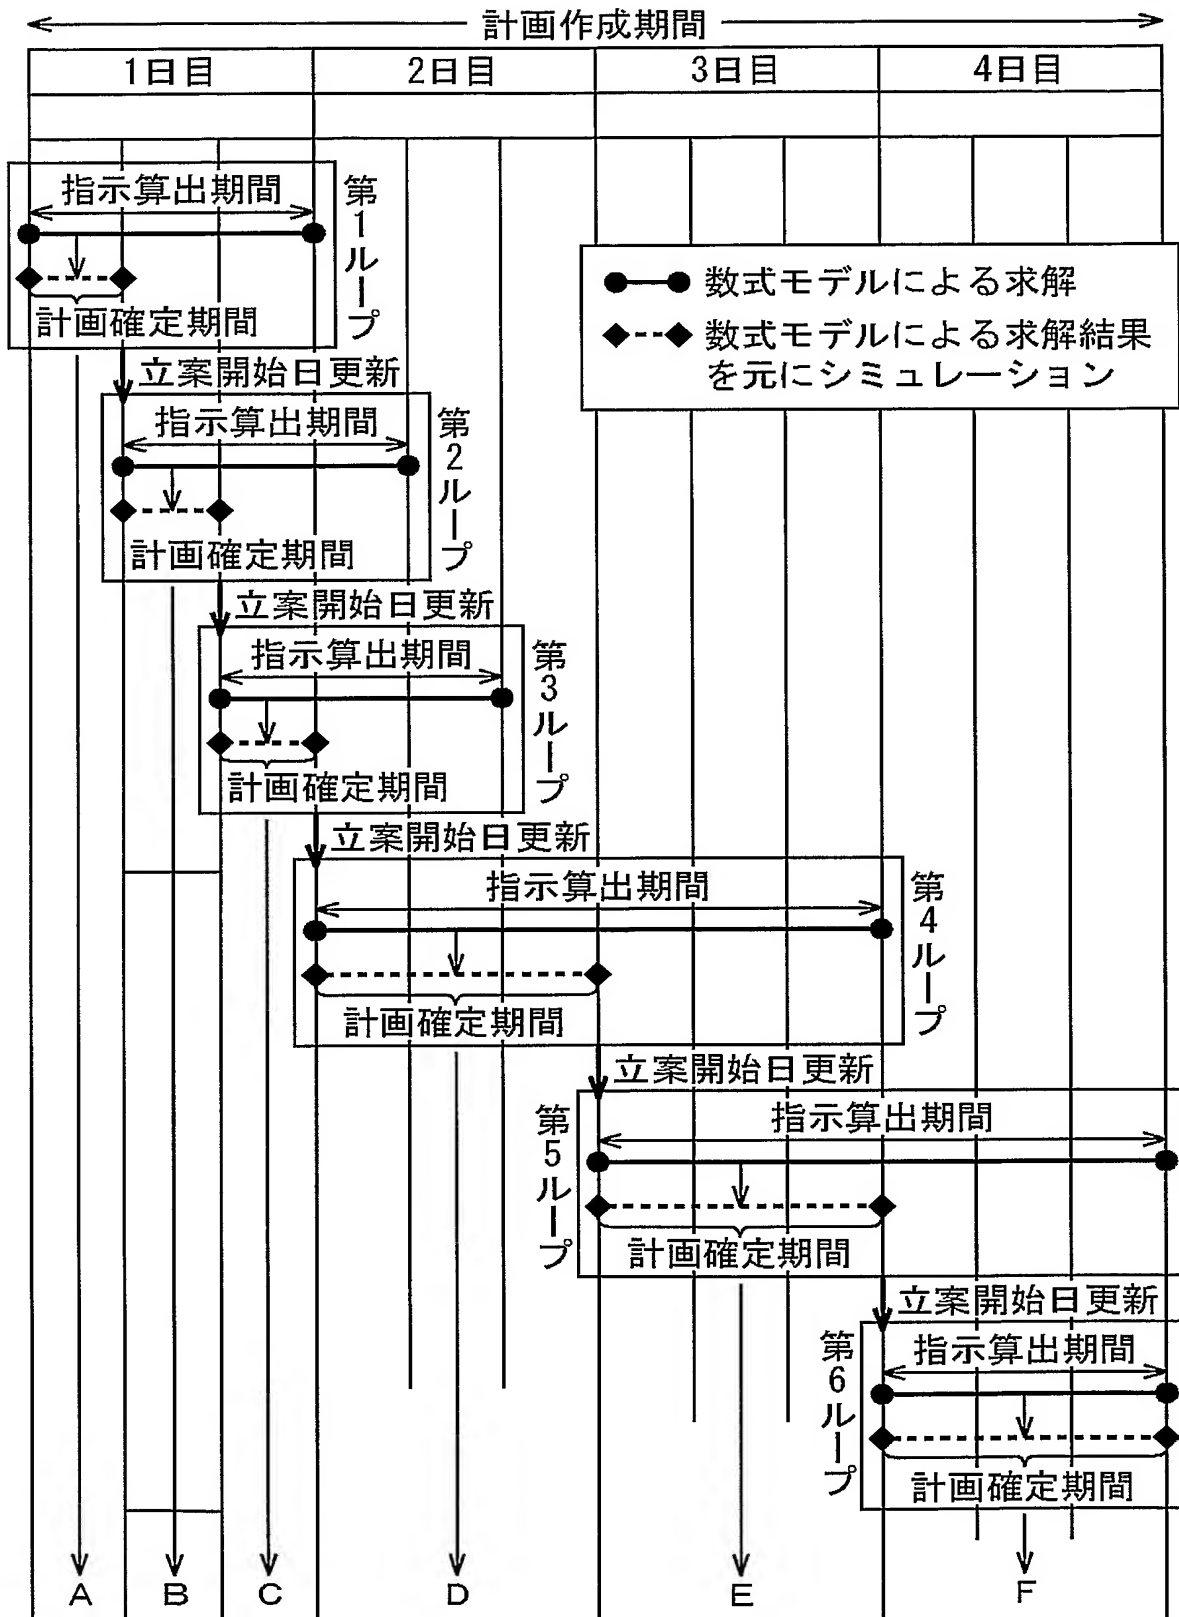 計画作成期間
1日目
2日目
3日目
4日目
指示算出期間
第1ループ
計画確定期間
数式モデルによる求解
数式モデルによる求解結果
を元にシミュレーション
立案開始日更新
指示算出期間
第2ループ
計画確定期間
立案開始日更新
指示算出期間
第3ループ
計画確定期間
立案開始日更新
指示算出期間
第4ループ
計画確定期間
立案開始日更新
指示算出期間
第5ループ
計画確定期間
立案開始日更新
指示算出期間
第6ループ
計画確定期間
A
B
C
D
E
F